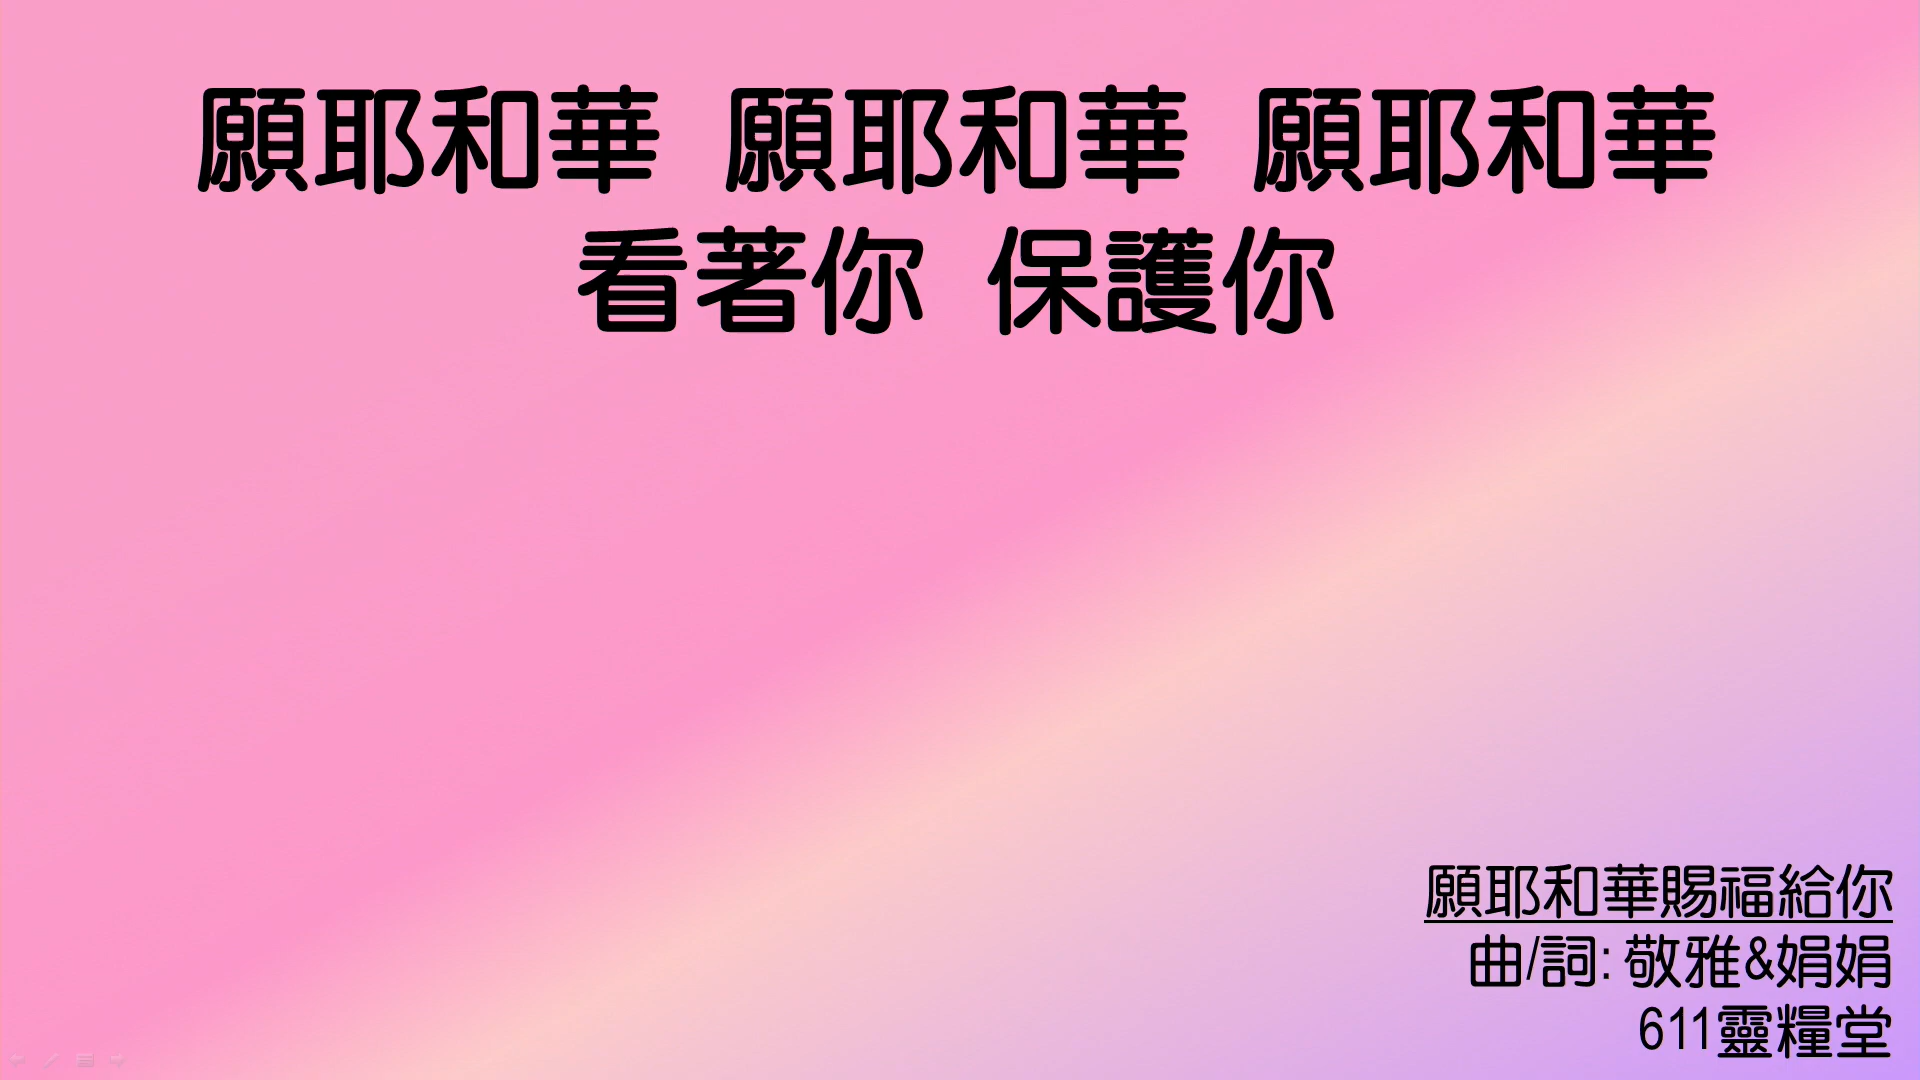 願耶和華 願耶和華 願耶和華
看著你 保護你
願耶和華賜福給你
曲/詞: 敬雅&娟娟
611靈糧堂